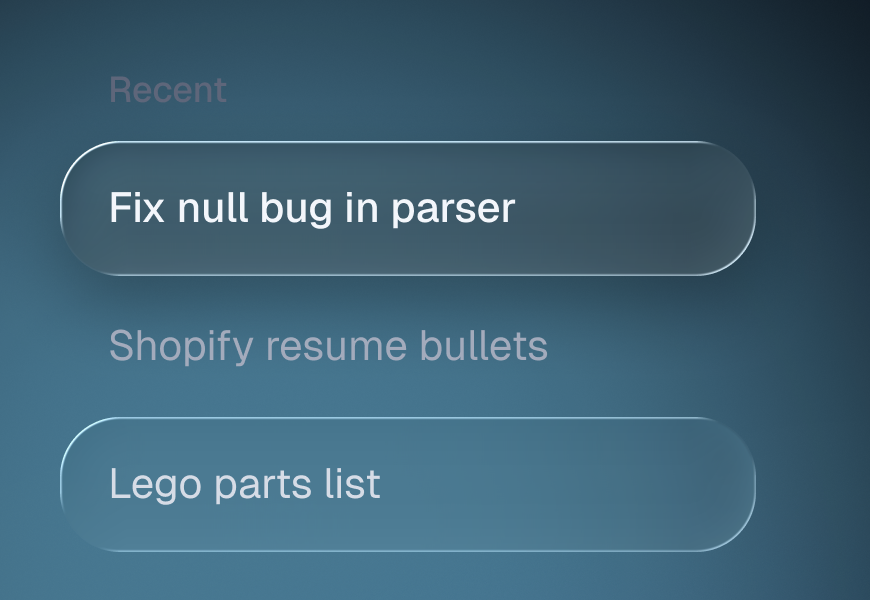 Recent
Fix null bug in parser
Shopify resume bullets
Lego parts list